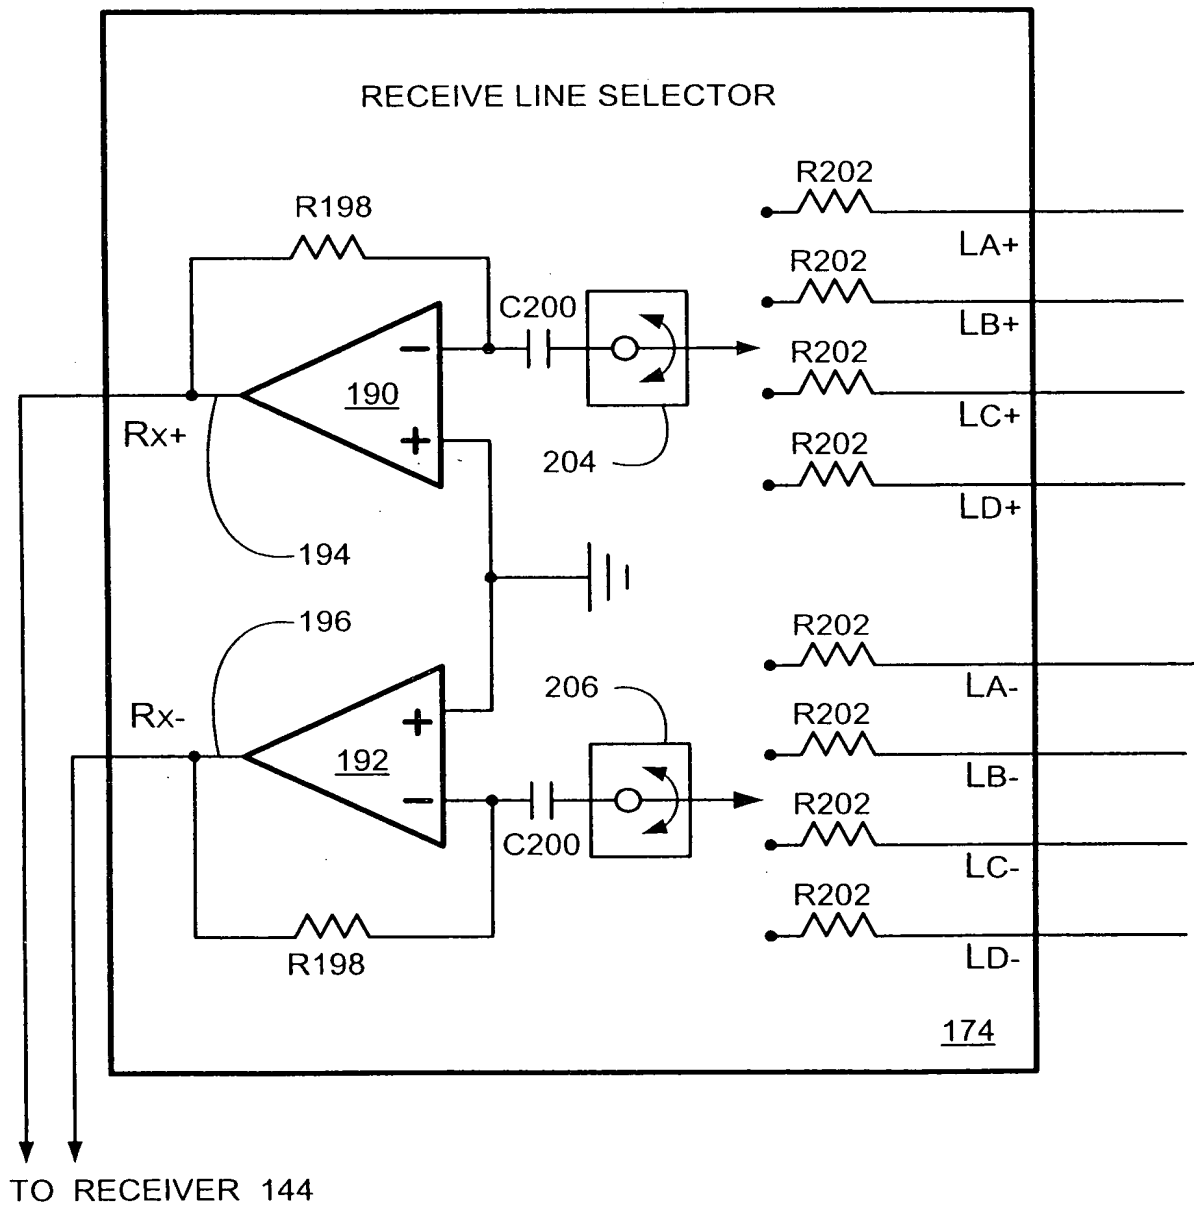 RECEIVE LINE SELECTOR
R202
LA+
R198
R202
LB+
C200
R202
LC+
190
Rx+
204
R202
LD+
194
196
R202
LA-
206
Rx-
R202
LB-
192
R202
LC-
C200
R202
LD-
R198
174
TO RECEIVER 144